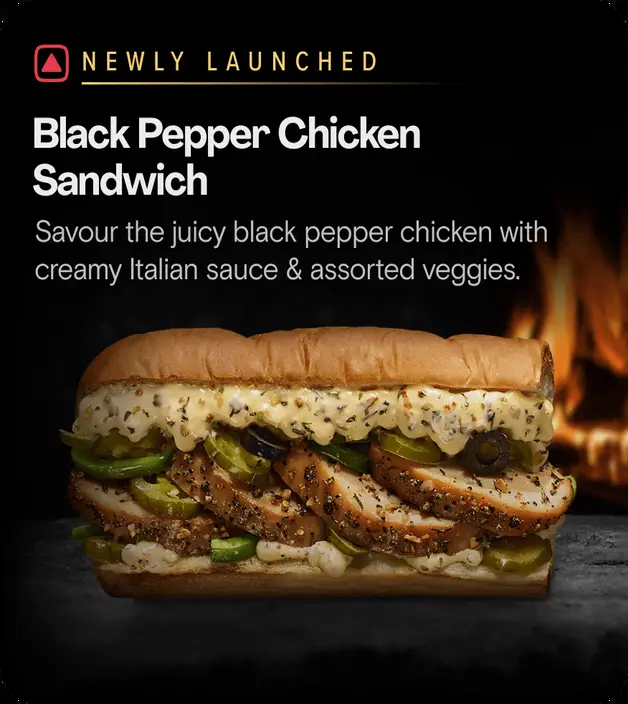 NEWLY LAUNCHED
Black Pepper Chicken
Sandwich
Savour the juicy black pepper chicken with
creamy Italian sauce & assorted veggies.